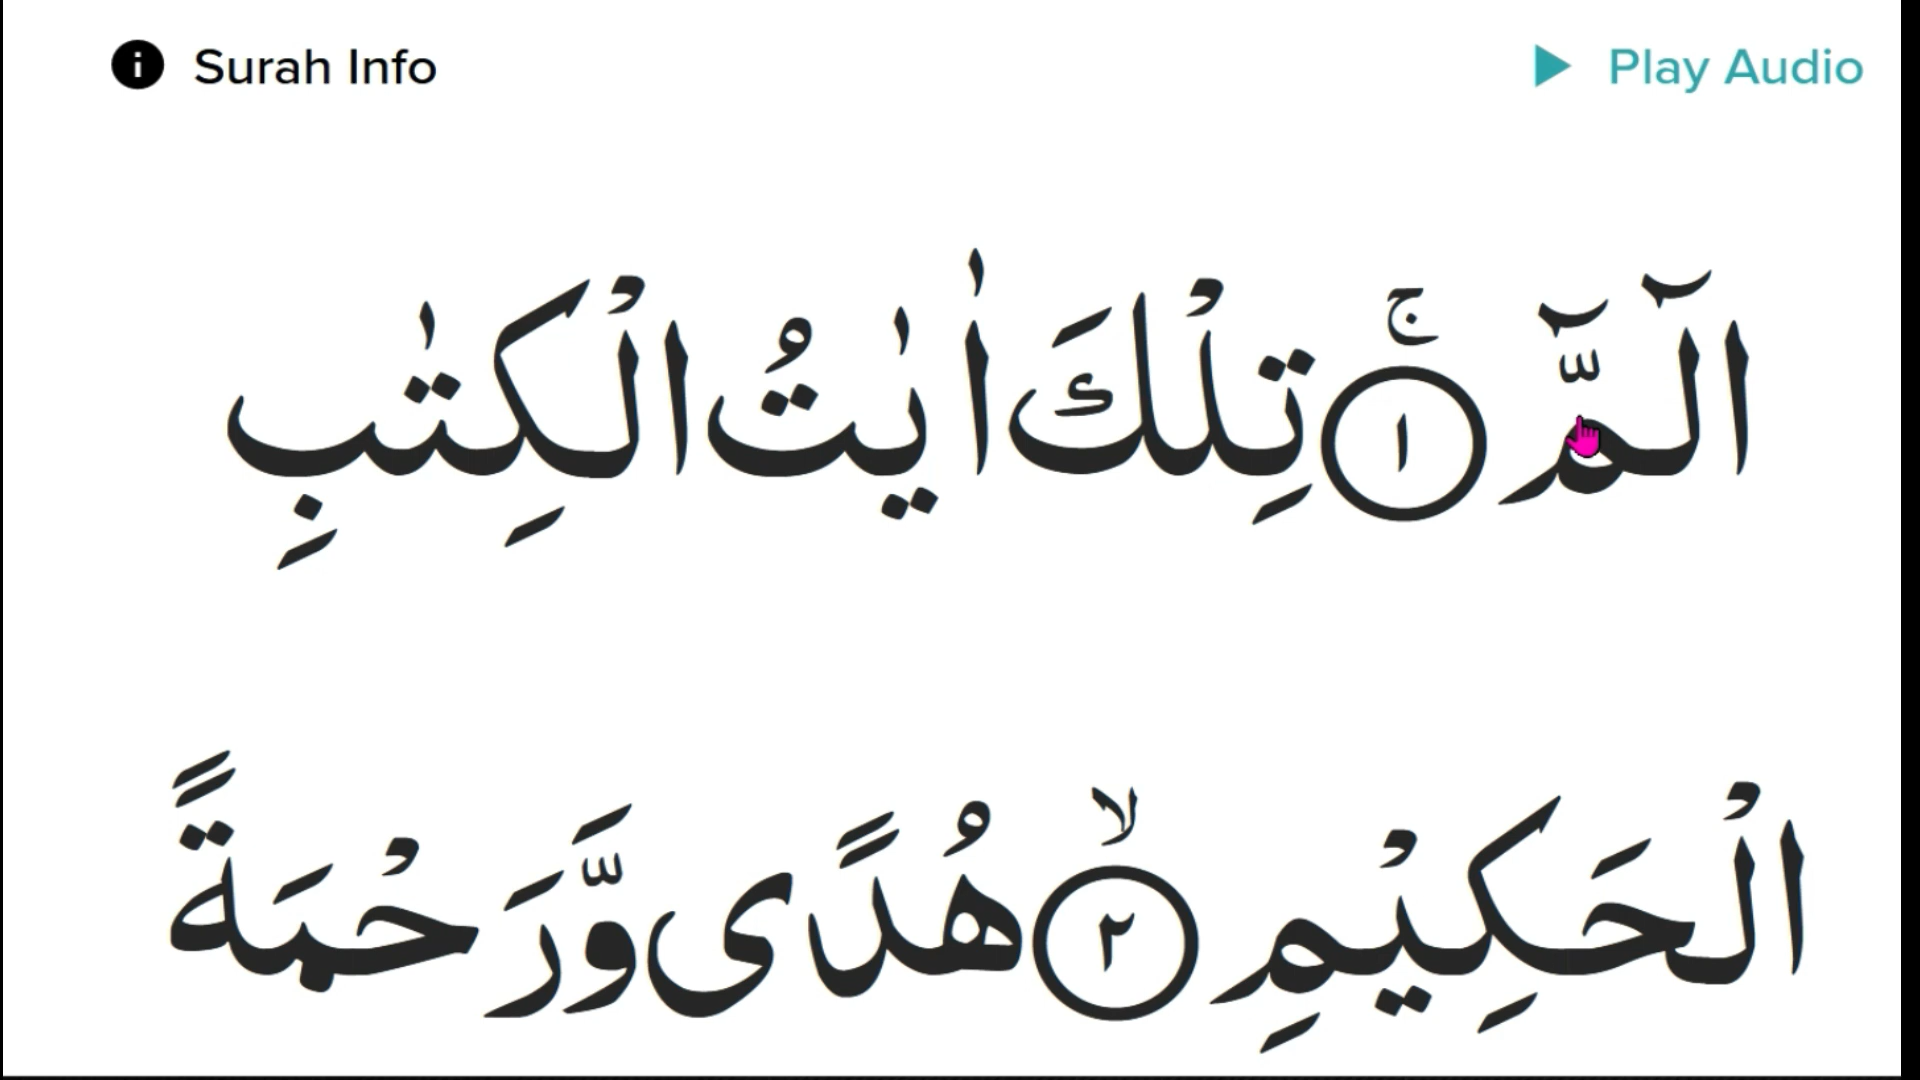 Surah Info
Play Audio
الٓمّٓ ۚ ۝١ تِلْكَ اٰيٰتُ الْكِتٰبِ
الْحَكِيْمِ ۙ ۝٢ هُدًى وَّرَحْمَةً